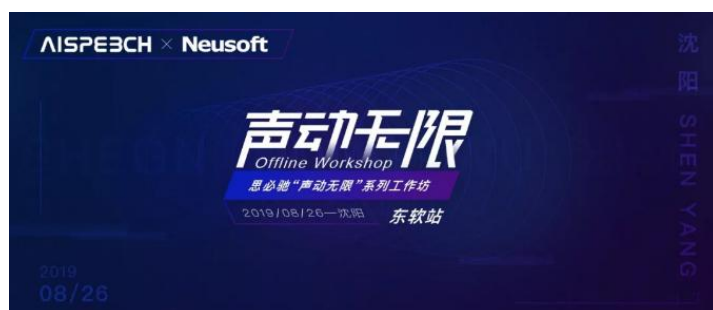 AISPEECH × Neusoft
声动无限
Offline Workshop
思必驰“声动无限”系列工作坊
2019/08/26—沈阳
东软站
沈阳 SHEN YANG
2019
08/26